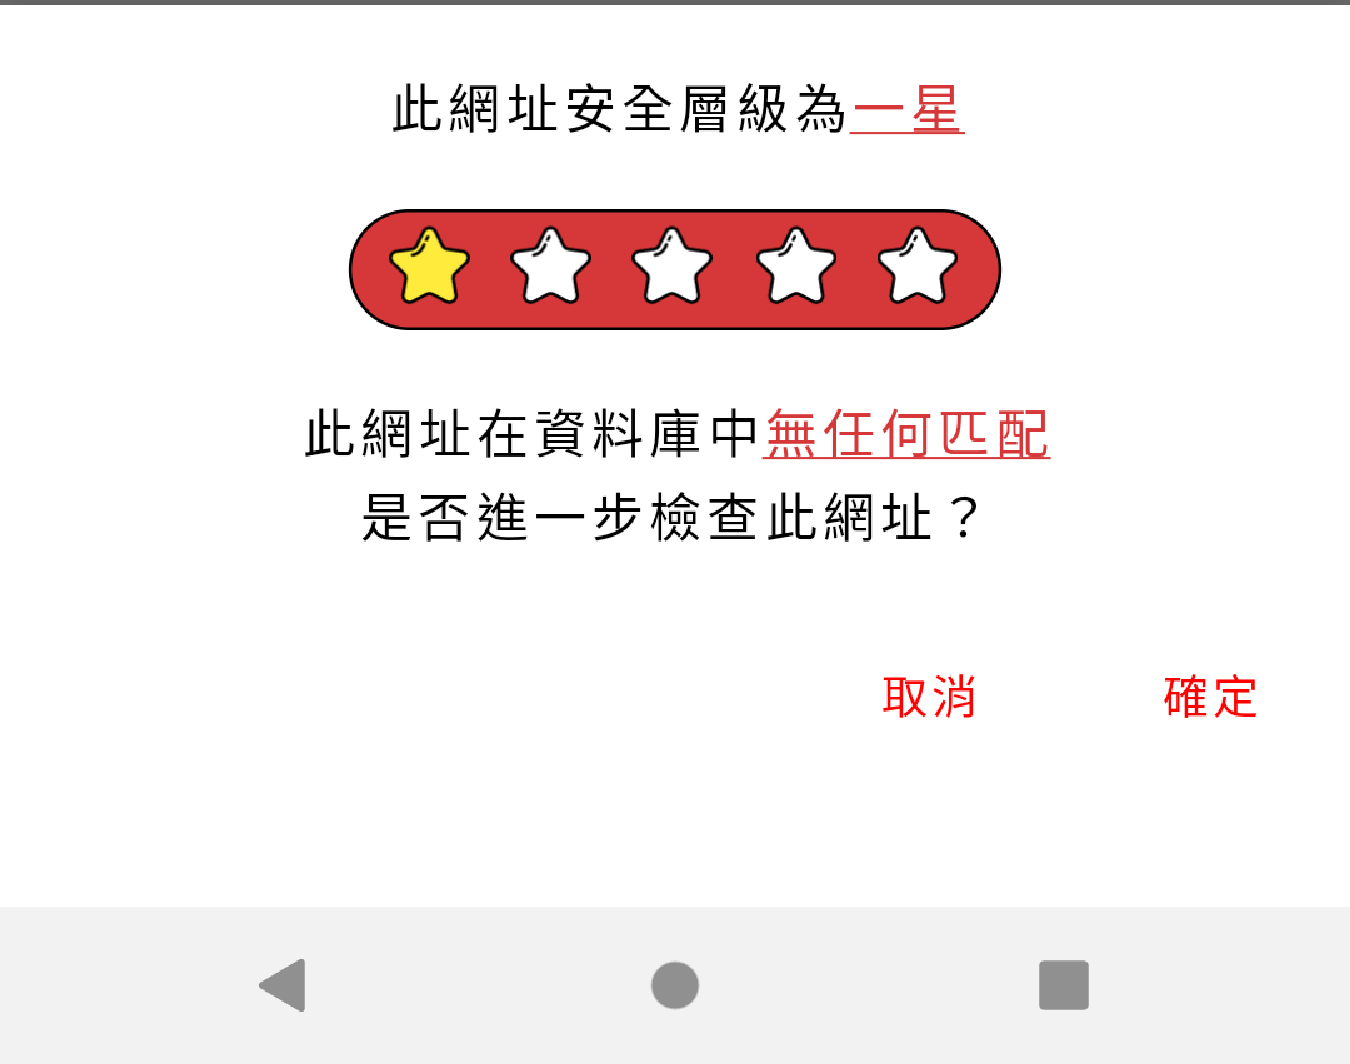 此網址安全層級為一星
此網址在資料庫中無任何匹配
是否進一步檢查此網址？
取消 確定